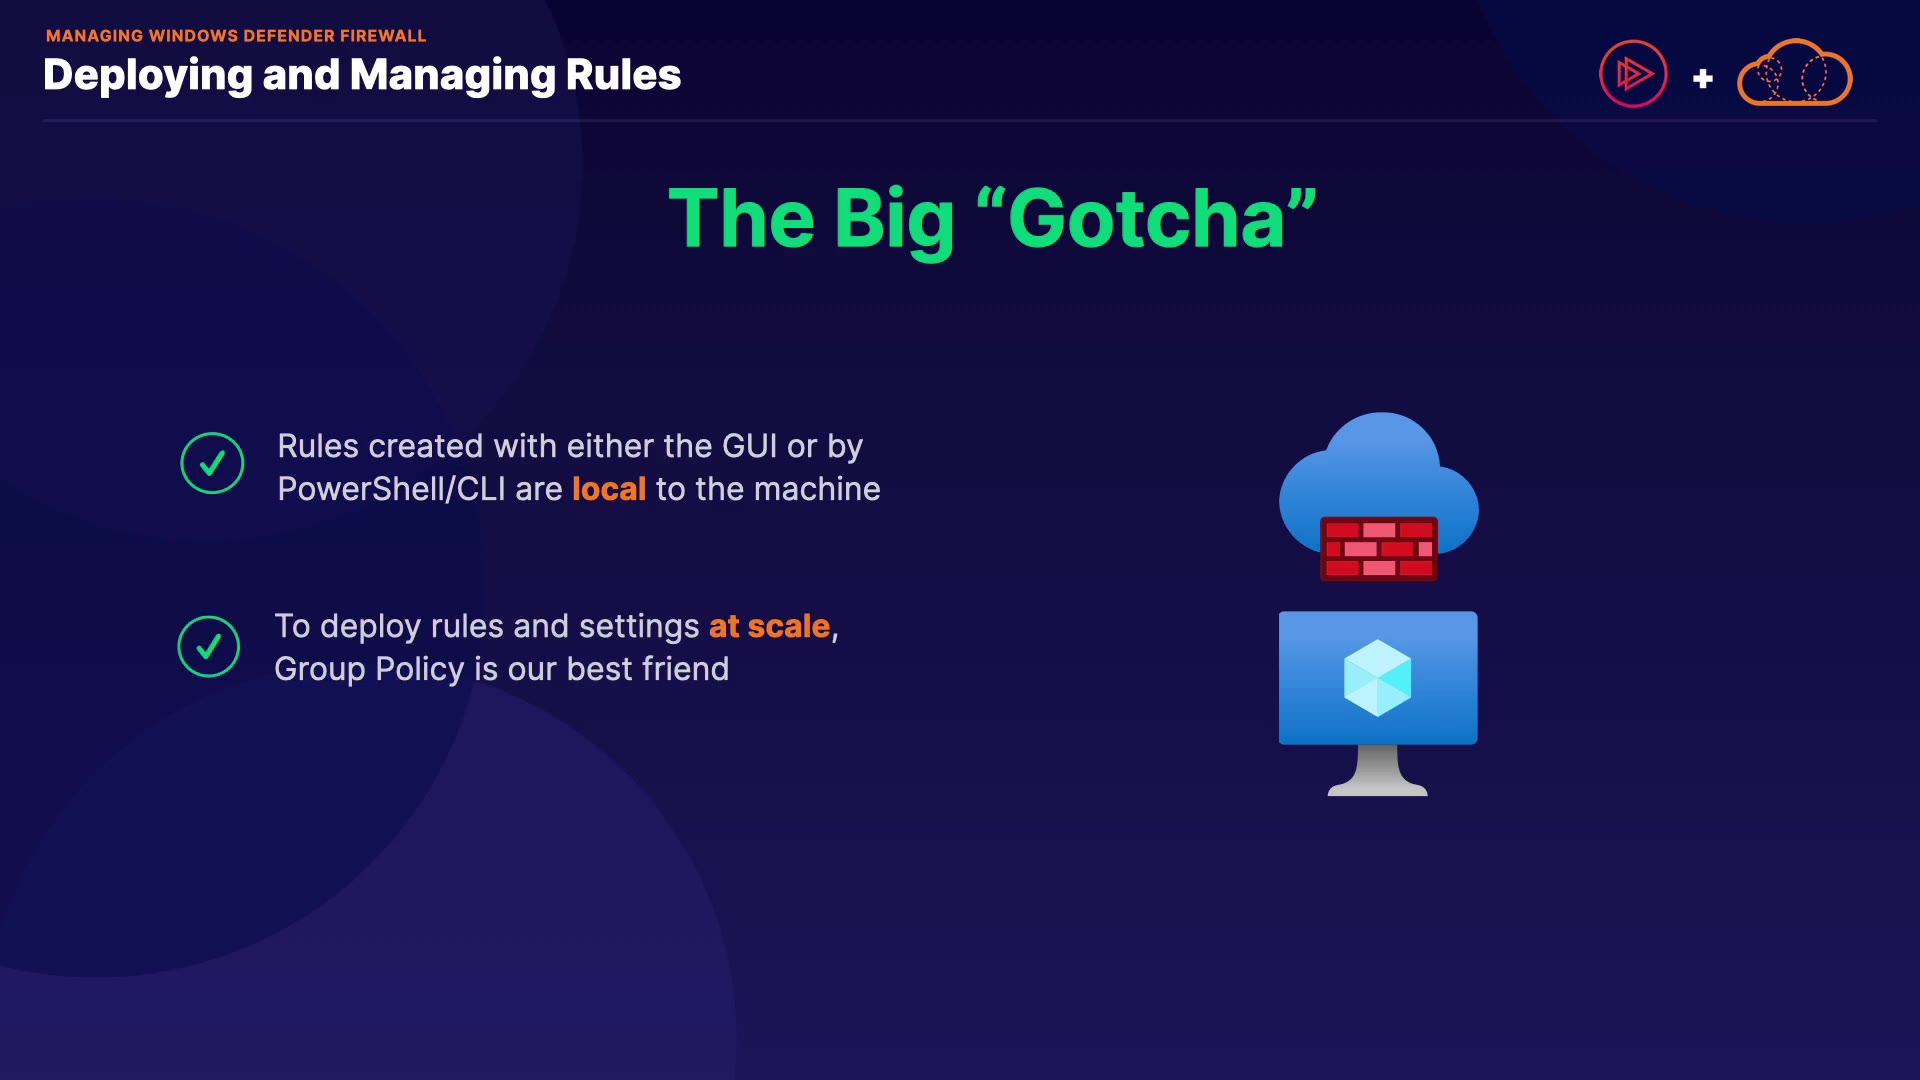 MANAGING WINDOWS DEFENDER FIREWALL
Deploying and Managing Rules
The Big “Gotcha”
Rules created with either the GUI or by
PowerShell/CLI are local to the machine
To deploy rules and settings at scale,
Group Policy is our best friend